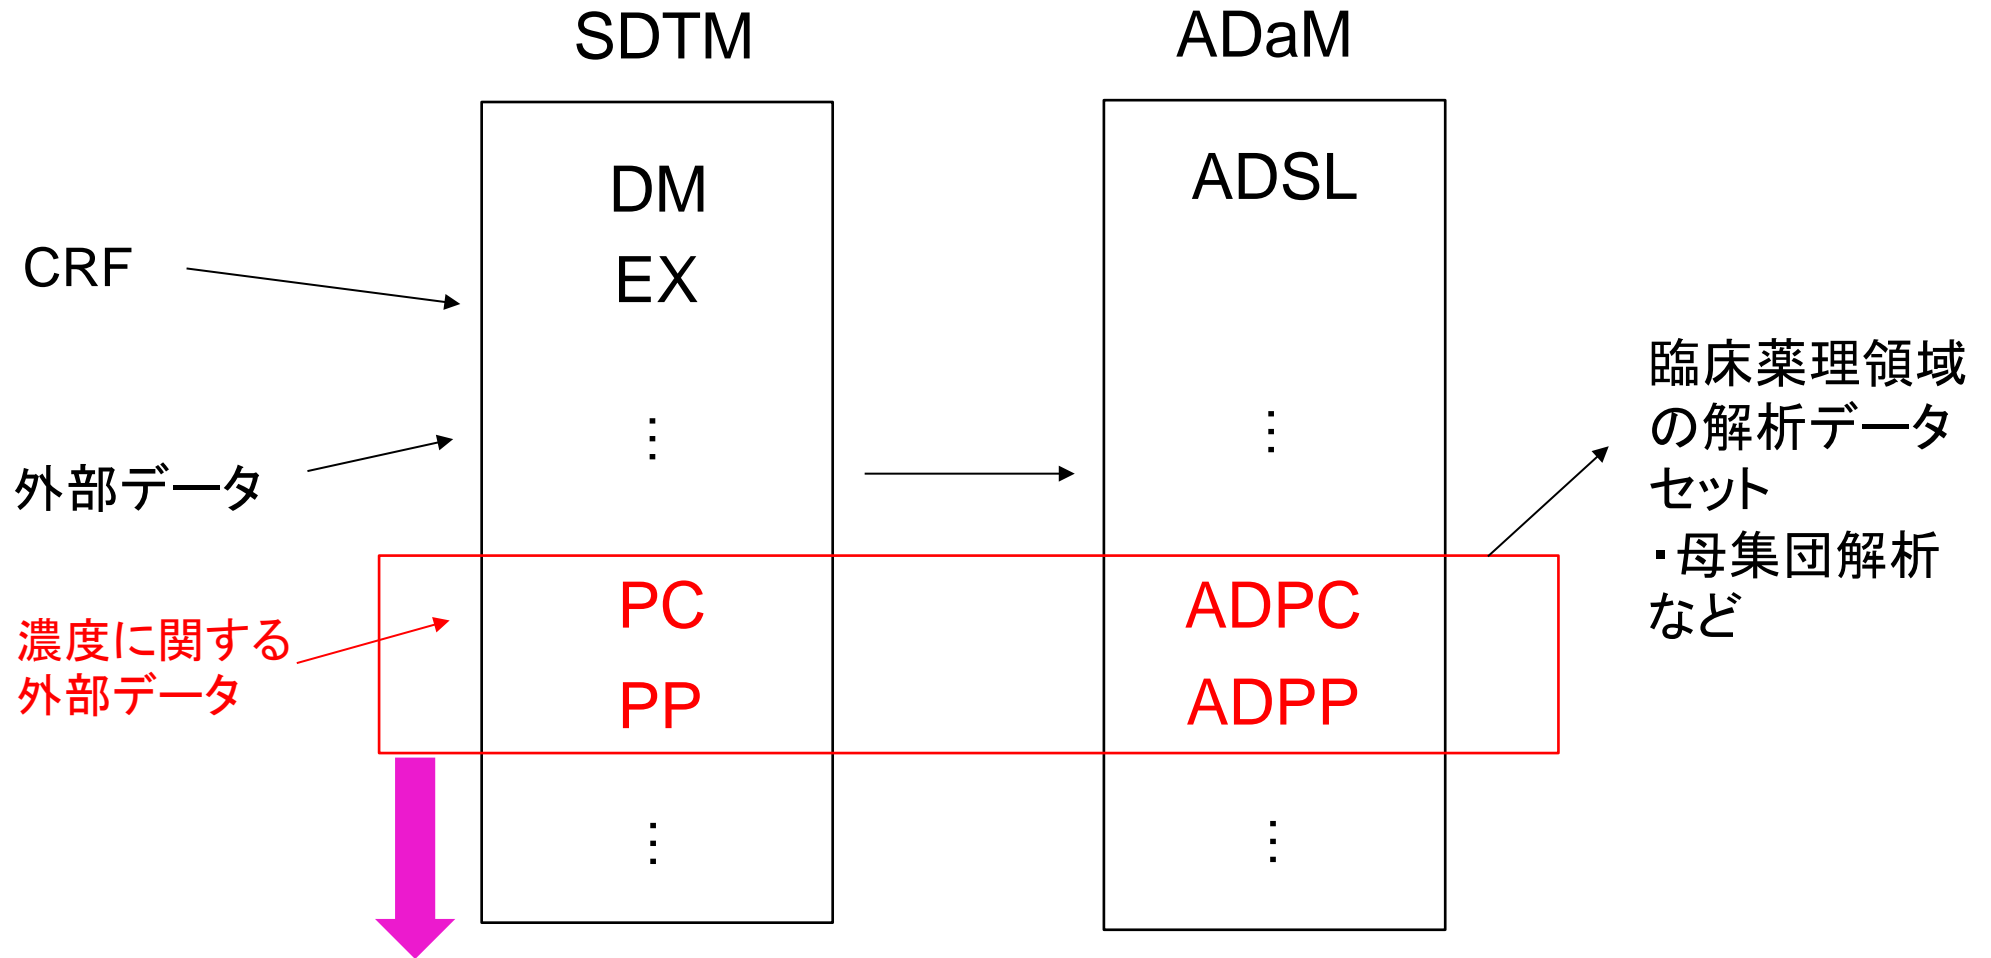 SDTM
ADaM
DM
EX
⋮
PC
PP
⋮
ADSL
⋮
ADPC
ADPP
⋮
CRF
外部データ
濃度に関する
外部データ
臨床薬理領域
の解析データ
セット
・母集団解析
など